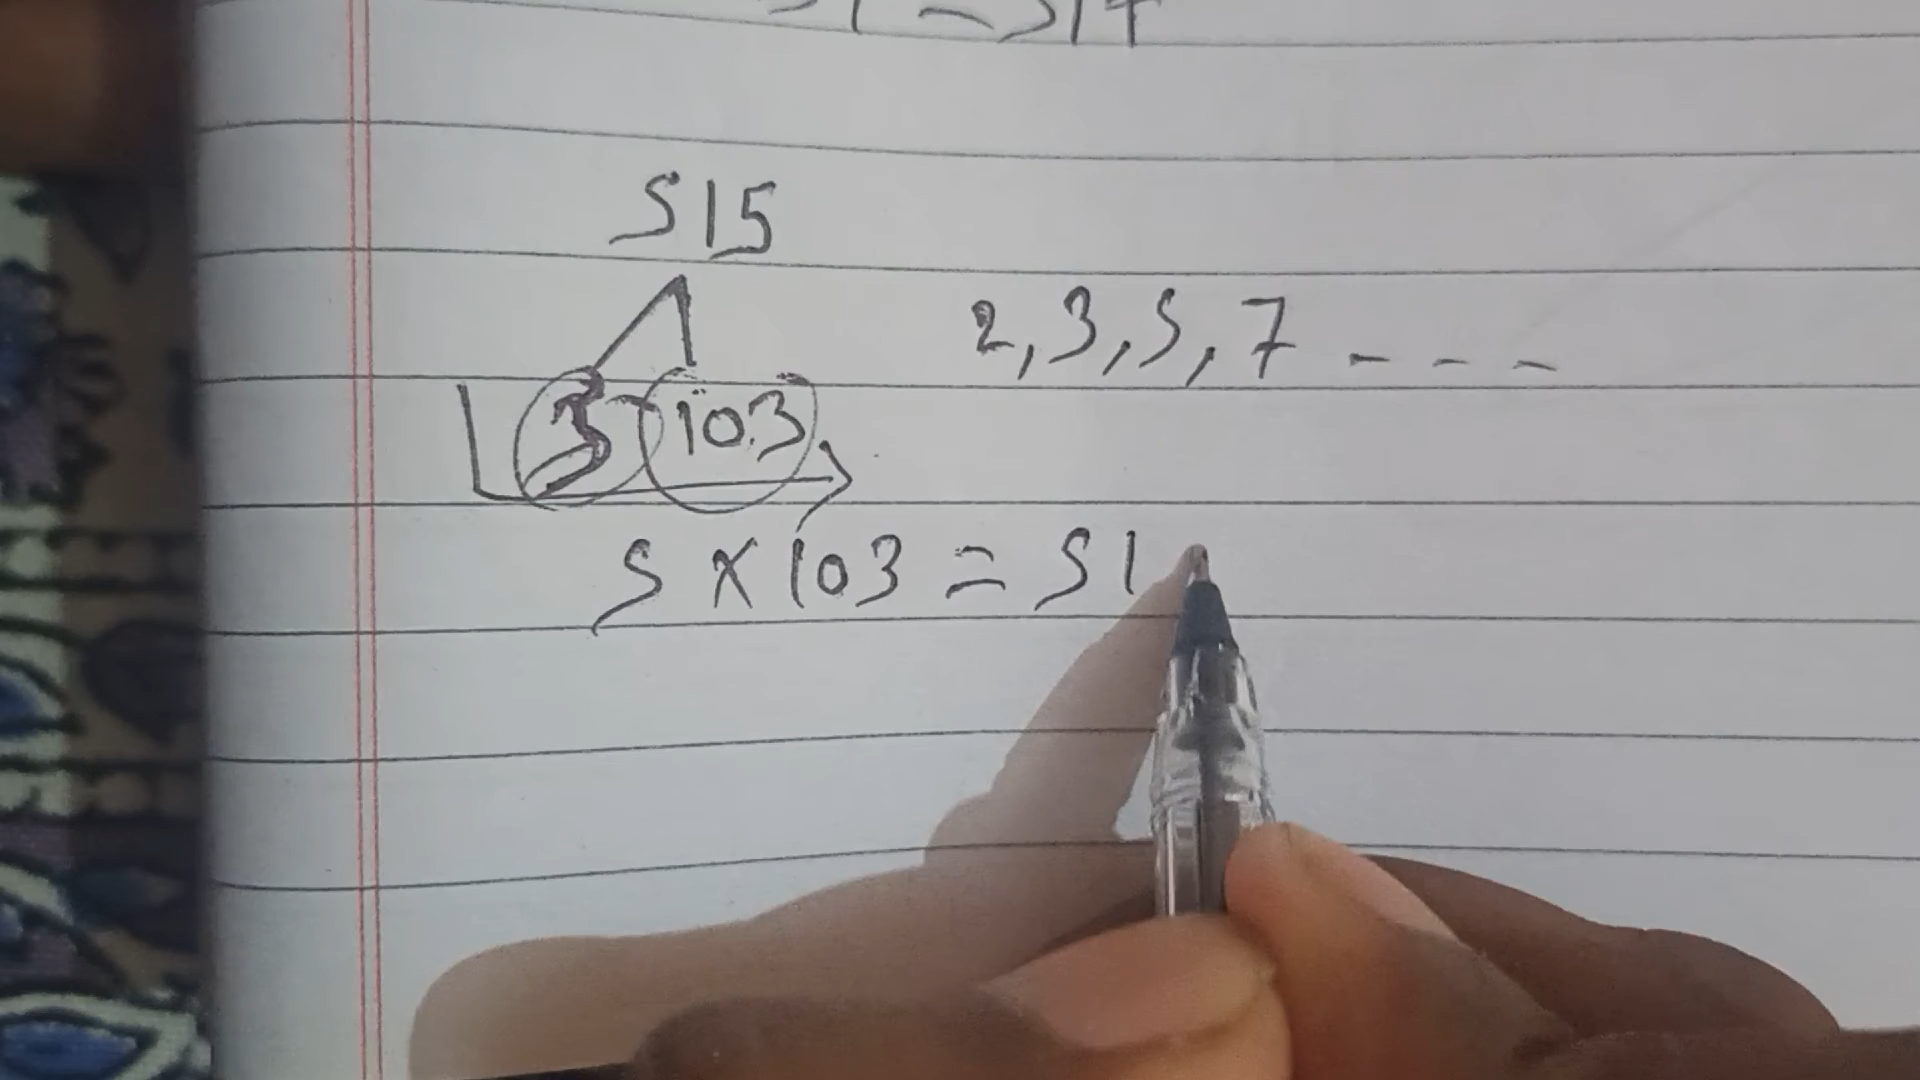 515
2, 3, 5, 7 - - -
5 103
5 × 103 = 51